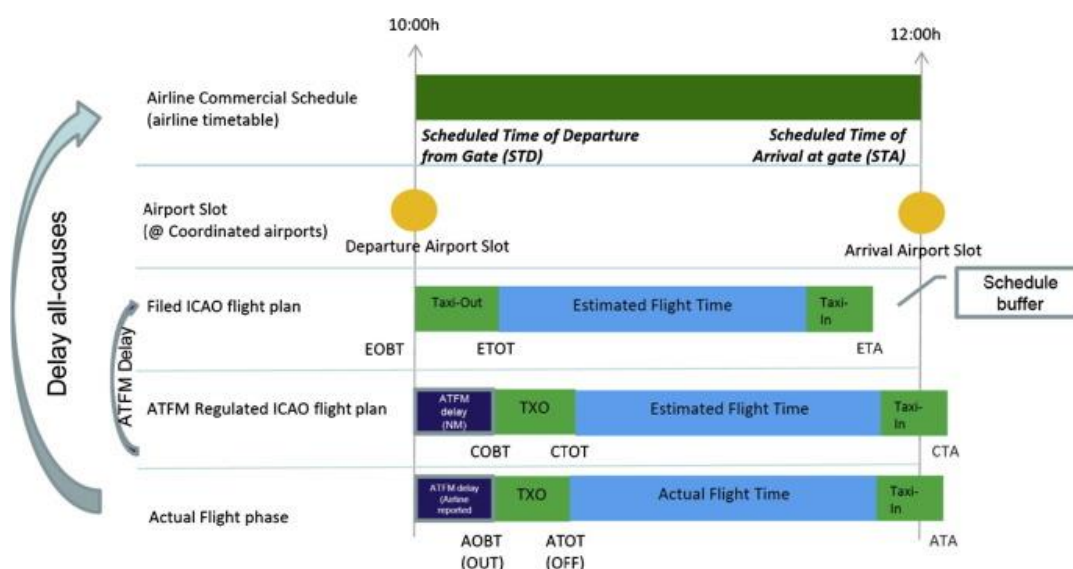 10:00h
12:00h
Airline Commercial Schedule
(airline timetable)
Scheduled Time of Departure
from Gate (STD)
Scheduled Time of
Arrival at gate (STA)
Delay all-causes
Airport Slot
(@ Coordinated airports)
Departure Airport Slot
Arrival Airport Slot
Schedule
buffer
ATFM Delay
Filed ICAO flight plan
Taxi-Out
Estimated Flight Time
Taxi-
In
EOBT
ETOT
ETA
ATFM Regulated ICAO flight plan
ATFM
delay
(NM)
TXO
Estimated Flight Time
Taxi-
In
COBT
CTOT
CTA
Actual Flight phase
ATFM delay
(Airline
reported
TXO
Actual Flight Time
Taxi-
In
AOBT
(OUT)
ATOT
(OFF)
ATA